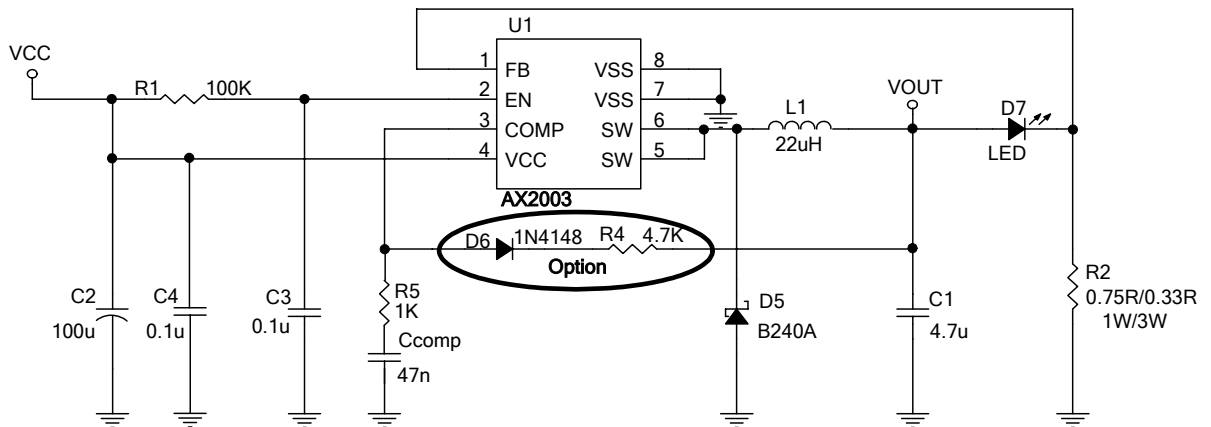 U1
VCC
VOUT
R1 100K
1 FB VSS 8
2 EN VSS 7
3 COMP SW 6
4 VCC SW 5
AX2003
L1
22uH
D7
LED
D6 1N4148 R4 4.7K
Option
C2
100u
C4
0.1u
C3
0.1u
R5
1K
Ccomp
47n
D5
B240A
C1
4.7u
R2
0.75R/0.33R
1W/3W